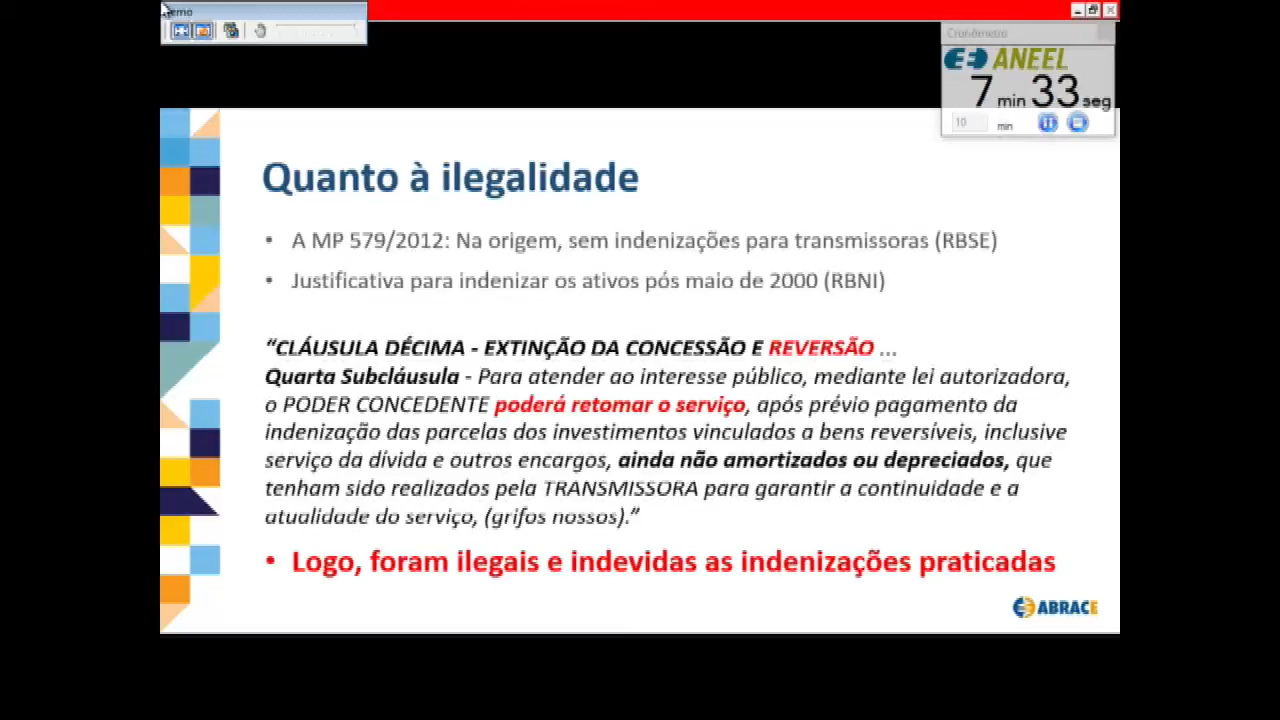 emo
Cronômetro
ANEEL
7 min 33 seg
10 min
Quanto à ilegalidade
• A MP 579/2012: Na origem, sem indenizações para transmissoras (RBSE)
• Justificativa para indenizar os ativos pós maio de 2000 (RBNI)
“CLÁUSULA DÉCIMA - EXTINÇÃO DA CONCESSÃO E REVERSÃO ...
Quarta Subcláusula - Para atender ao interesse público, mediante lei autorizadora,
o PODER CONCEDENTE poderá retomar o serviço, após prévio pagamento da
indenização das parcelas dos investimentos vinculados a bens reversíveis, inclusive
serviço da dívida e outros encargos, ainda não amortizados ou depreciados, que
tenham sido realizados pela TRANSMISSORA para garantir a continuidade e a
atualidade do serviço, (grifos nossos).”
• Logo, foram ilegais e indevidas as indenizações praticadas
ABRACE